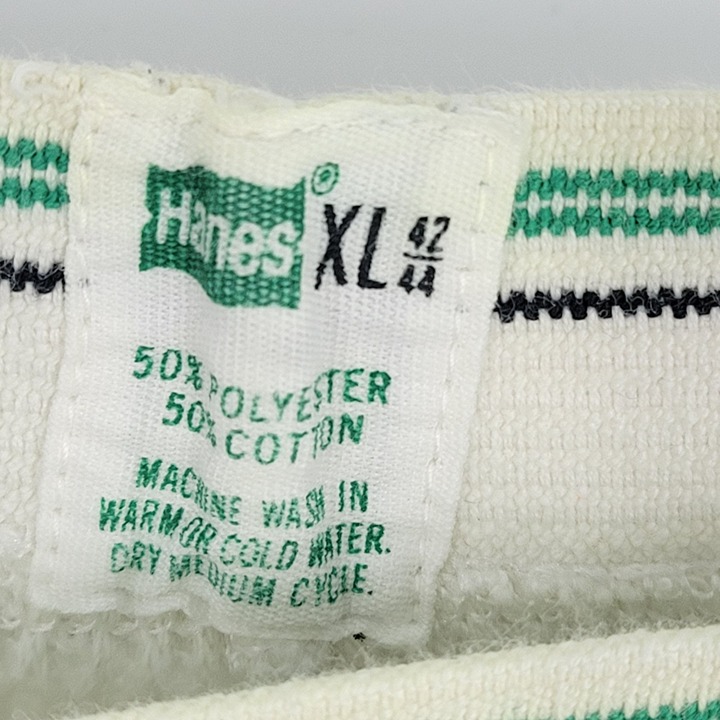 Hanes® XL 42/44
50% POLYESTER
50% COTTON
MACHINE WASH IN
WARM OR COLD WATER.
DRY MEDIUM CYCLE.